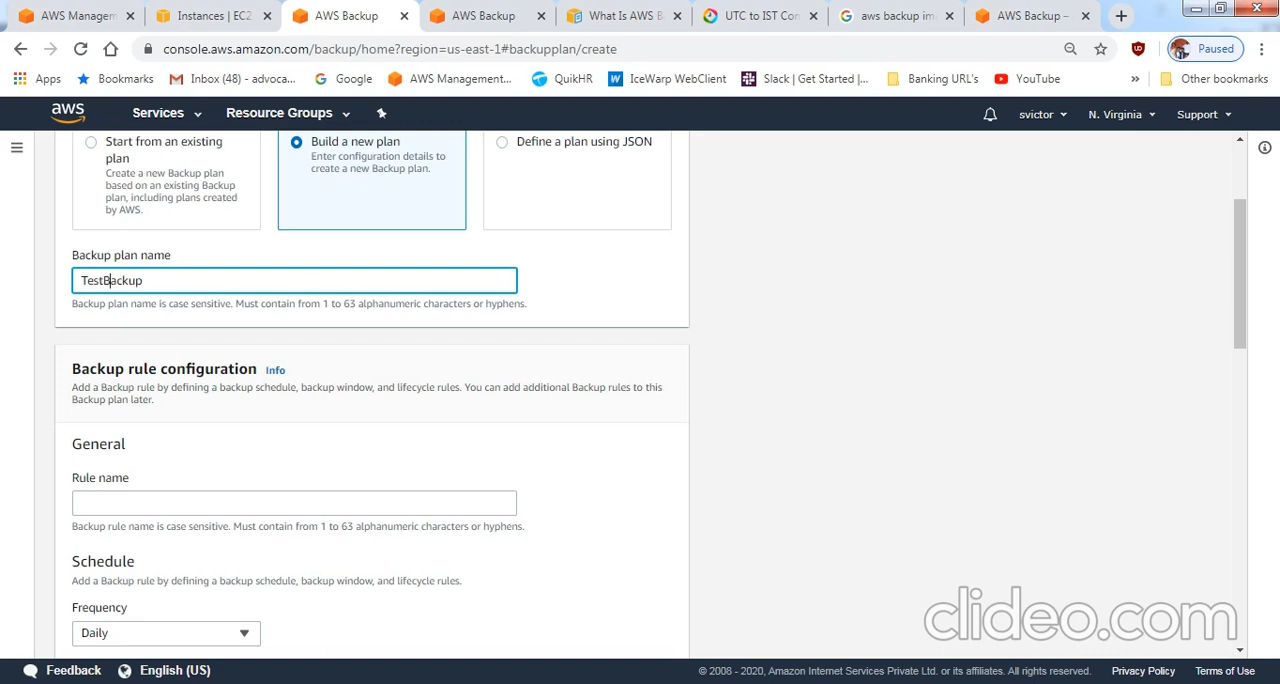 AWS Managem
Instances | EC2
AWS Backup
AWS Backup
What Is AWS B
UTC to IST Con
aws backup im
AWS Backup –
console.aws.amazon.com/backup/home?region=us-east-1#backupplan/create
Paused
Apps
Bookmarks
Inbox (48) - advoca...
Google
AWS Management...
QuikHR
IceWarp WebClient
Slack | Get Started |...
Banking URL's
YouTube
»
Other bookmarks
aws
Services
Resource Groups
svictor
N. Virginia
Support
Start from an existing
plan
Create a new Backup plan
based on an existing Backup
plan, including plans created
by AWS.
Build a new plan
Enter configuration details to
create a new Backup plan.
Define a plan using JSON
Backup plan name
TestBackup
Backup plan name is case sensitive. Must contain from 1 to 63 alphanumeric characters or hyphens.
Backup rule configuration Info
Add a Backup rule by defining a backup schedule, backup window, and lifecycle rules. You can add additional Backup rules to this
Backup plan later.
General
Rule name
Backup rule name is case sensitive. Must contain from 1 to 63 alphanumeric characters or hyphens.
Schedule
Add a Backup rule by defining a backup schedule, backup window, and lifecycle rules.
Frequency
Daily
clideo.com
Feedback
English (US)
© 2008 - 2020, Amazon Internet Services Private Ltd. or its affiliates. All rights reserved.
Privacy Policy
Terms of Use